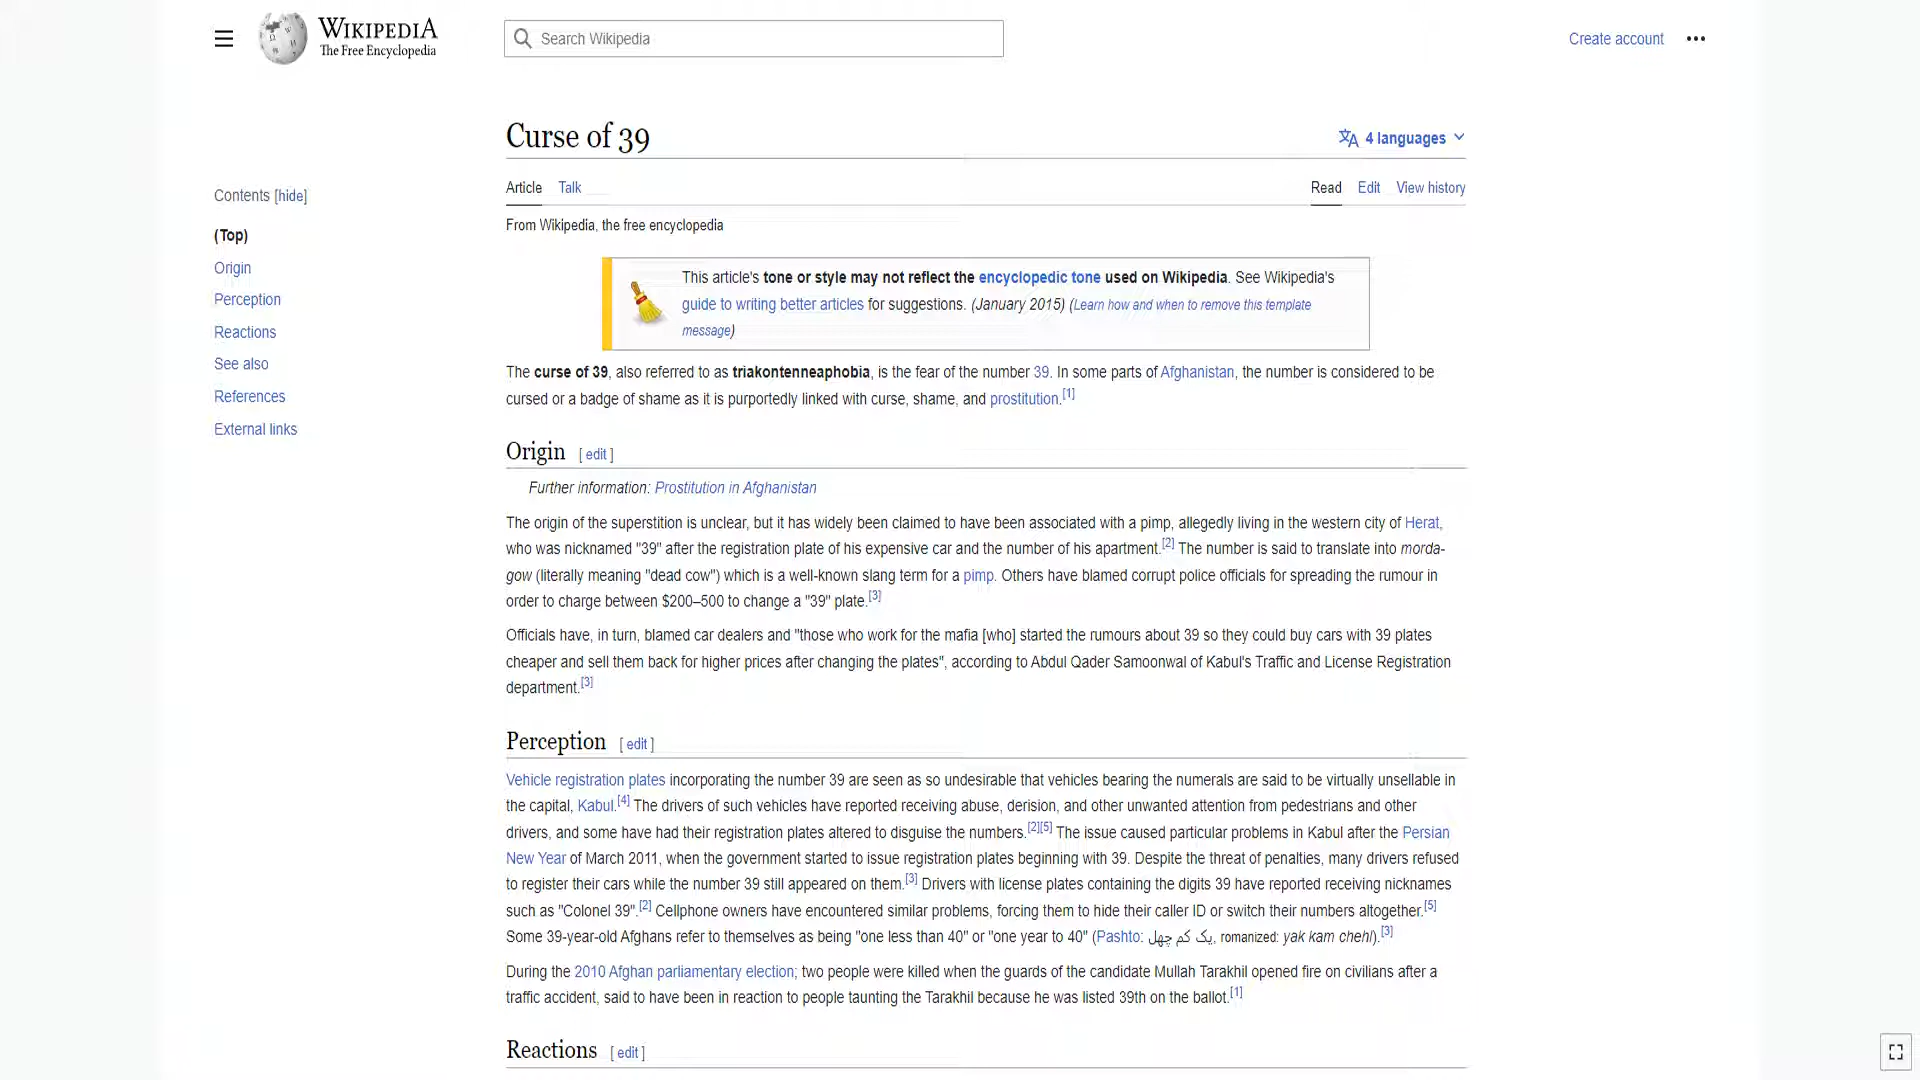 WIKIPEDIA
The Free Encyclopedia
Search Wikipedia
Create account
Contents [hide]
(Top)
Origin
Perception
Reactions
See also
References
External links
Curse of 39
4 languages
Article Talk
Read Edit View history
From Wikipedia, the free encyclopedia
This article's tone or style may not reflect the encyclopedic tone used on Wikipedia. See Wikipedia's
guide to writing better articles for suggestions. (January 2015) (Learn how and when to remove this template
message)
The curse of 39, also referred to as triakontenneaphobia, is the fear of the number 39. In some parts of Afghanistan, the number is considered to be
cursed or a badge of shame as it is purportedly linked with curse, shame, and prostitution.[1]
Origin [ edit ]
Further information: Prostitution in Afghanistan
The origin of the superstition is unclear, but it has widely been claimed to have been associated with a pimp, allegedly living in the western city of Herat,
who was nicknamed "39" after the registration plate of his expensive car and the number of his apartment.[2] The number is said to translate into morda-
gow (literally meaning "dead cow") which is a well-known slang term for a pimp. Others have blamed corrupt police officials for spreading the rumour in
order to charge between $200–500 to change a "39" plate.[3]
Officials have, in turn, blamed car dealers and "those who work for the mafia [who] started the rumours about 39 so they could buy cars with 39 plates
cheaper and sell them back for higher prices after changing the plates", according to Abdul Qader Samoonwal of Kabul's Traffic and License Registration
department.[3]
Perception [ edit ]
Vehicle registration plates incorporating the number 39 are seen as so undesirable that vehicles bearing the numerals are said to be virtually unsellable in
the capital, Kabul.[4] The drivers of such vehicles have reported receiving abuse, derision, and other unwanted attention from pedestrians and other
drivers, and some have had their registration plates altered to disguise the numbers.[2][5] The issue caused particular problems in Kabul after the Persian
New Year of March 2011, when the government started to issue registration plates beginning with 39. Despite the threat of penalties, many drivers refused
to register their cars while the number 39 still appeared on them.[3] Drivers with license plates containing the digits 39 have reported receiving nicknames
such as "Colonel 39".[2] Cellphone owners have encountered similar problems, forcing them to hide their caller ID or switch their numbers altogether.[5]
Some 39-year-old Afghans refer to themselves as being "one less than 40" or "one year to 40" (Pashto: یک کم چهل, romanized: yak kam chehl).[3]
During the 2010 Afghan parliamentary election; two people were killed when the guards of the candidate Mullah Tarakhil opened fire on civilians after a
traffic accident, said to have been in reaction to people taunting the Tarakhil because he was listed 39th on the ballot.[1]
Reactions [ edit ]